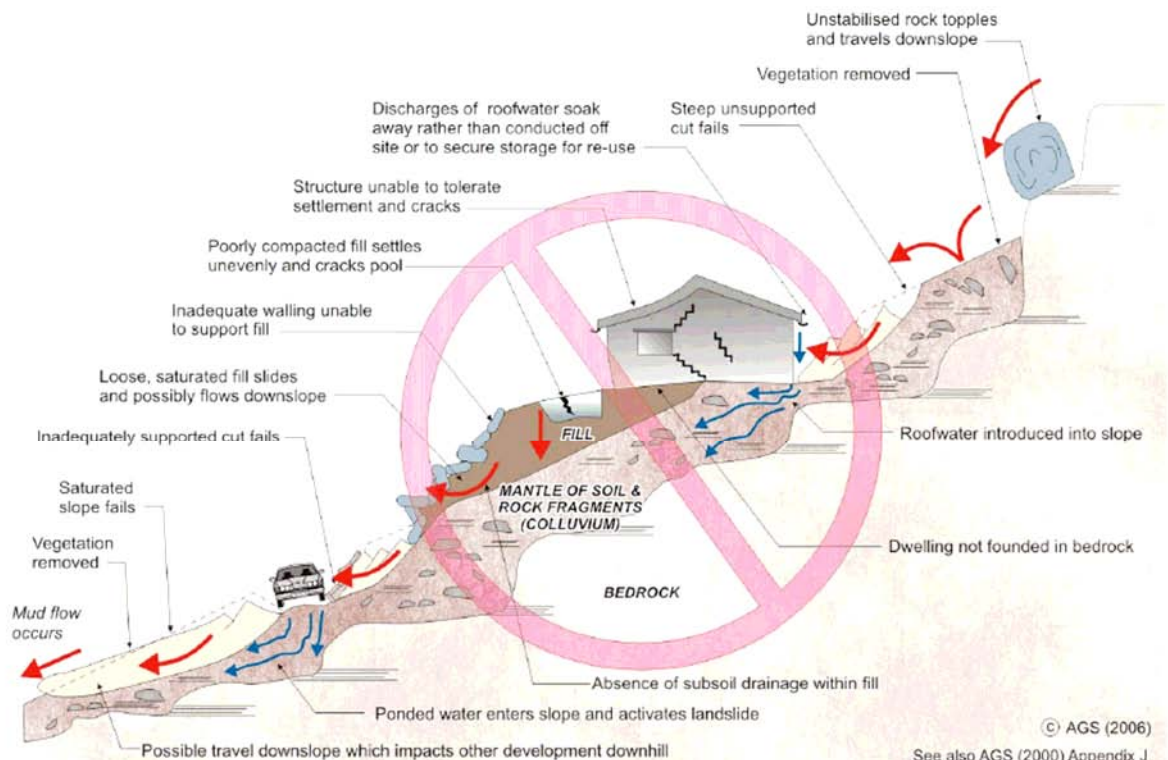 Unstabilised rock topples
and travels downslope
Vegetation removed
Steep unsupported
cut fails
Discharges of roofwater soak
away rather than conducted off
site or to secure storage for re-use
Structure unable to tolerate
settlement and cracks
Poorly compacted fill settles
unevenly and cracks pool
Inadequate walling unable
to support fill
Loose, saturated fill slides
and possibly flows downslope
Inadequately supported cut fails
Saturated
slope fails
Vegetation
removed
Mud flow
occurs
FILL
MANTLE OF SOIL &
ROCK FRAGMENTS
(COLLUVIUM)
BEDROCK
Roofwater introduced into slope
Dwelling not founded in bedrock
Absence of subsoil drainage within fill
Ponded water enters slope and activates landslide
Possible travel downslope which impacts other development downhill
© AGS (2006)
See also AGS (2000) Appendix J